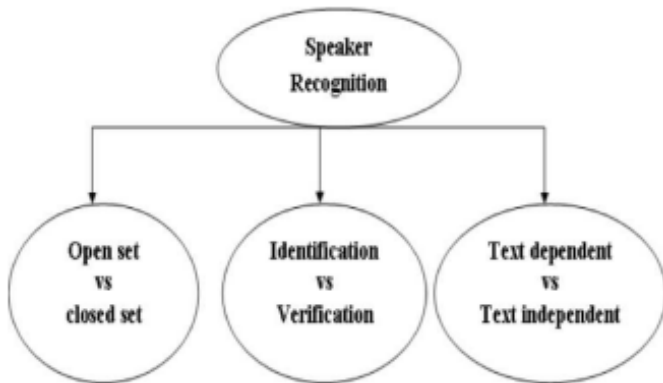 Speaker
Recognition
Open set
vs
closed set
Identification
vs
Verification
Text dependent
vs
Text independent